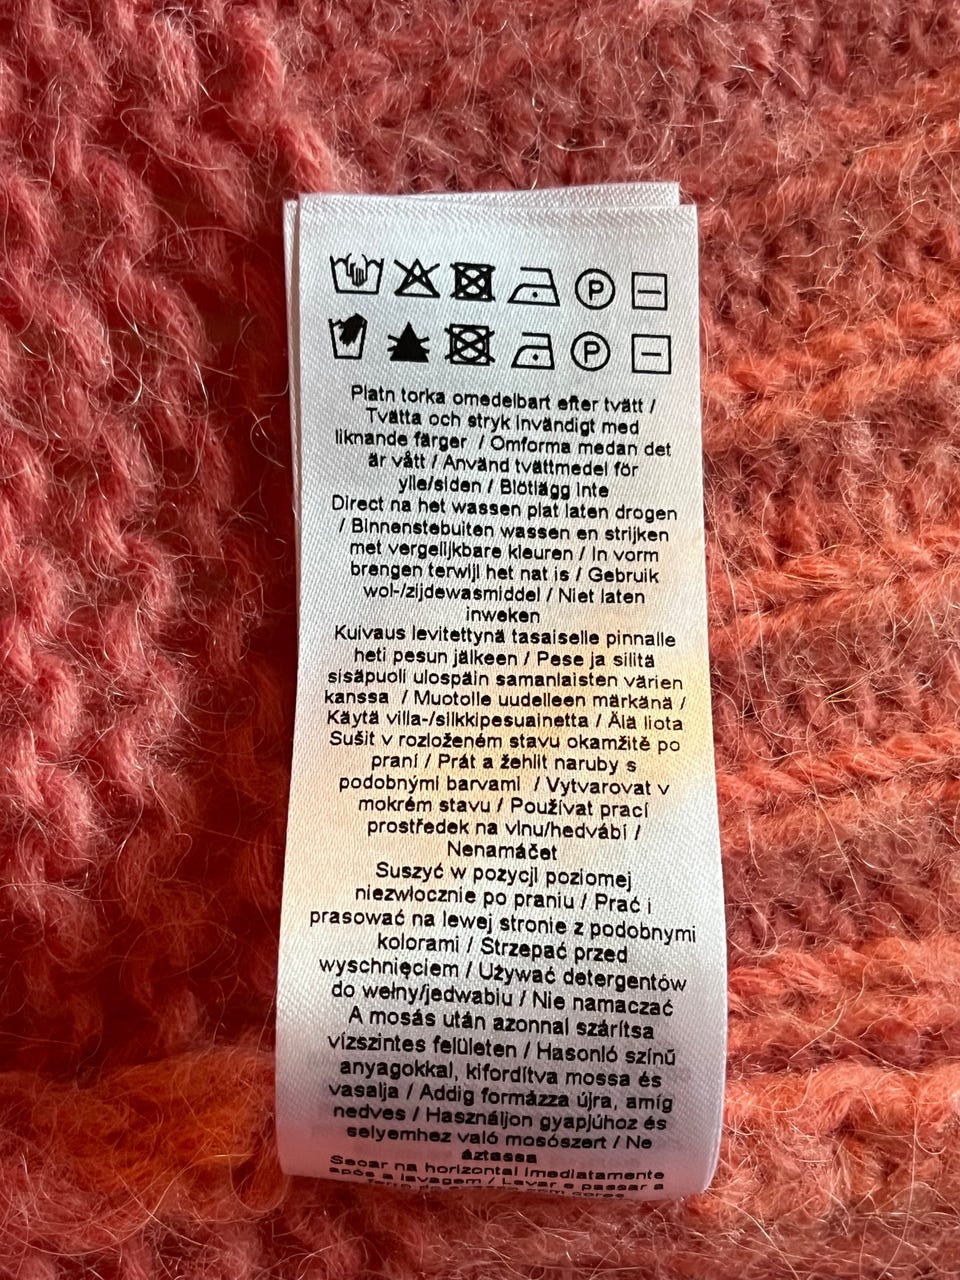 P
P
Platn torka omedelbart efter tvätt /
Tvätta och stryk invändigt med
liknande färger / Omforma medan det
är vått / Använd tvättmedel för
ylle/siden / Blötlägg inte
Direct na het wassen plat laten drogen
/ Binnenstebuiten wassen en strijken
met vergelijkbare kleuren / In vorm
brengen terwijl het nat is / Gebruik
wol-/zijdewasmiddel / Niet laten
inweken
Kuivaus levitettynä tasaiselle pinnalle
heti pesun jälkeen / Pese ja silitä
sisäpuoli ulospäin samanlaisten värien
kanssa / Muotolle uudelleen märkänä /
Käytä villa-/silkkipesuainetta / Älä liota
Sušit v rozloženém stavu okamžitě po
praní / Prát a žehlit naruby s
podobnými barvami / Vytvarovat v
mokrém stavu / Používat prací
prostředek na vlnu/hedvábí /
Nenamáčet
Suszyć w pozycji poziomej
niezwłocznie po praniu / Prać i
prasować na lewej stronie z podobnymi
kolorami / Strzepać przed
wyschnięciem / Używać detergentów
do wełny/jedwabiu / Nie namaczać
A mosás után azonnal szárítsa
vízszintes felületen / Hasonló színű
anyagokkal, kifordítva mossa és
vasalja / Addig formázza újra, amíg
nedves / Használjon gyapjúhoz és
selyemhez való mosószert / Ne
áztassa
Secar na horizontal imediatamente
após a lavagem / Lavar e passar a